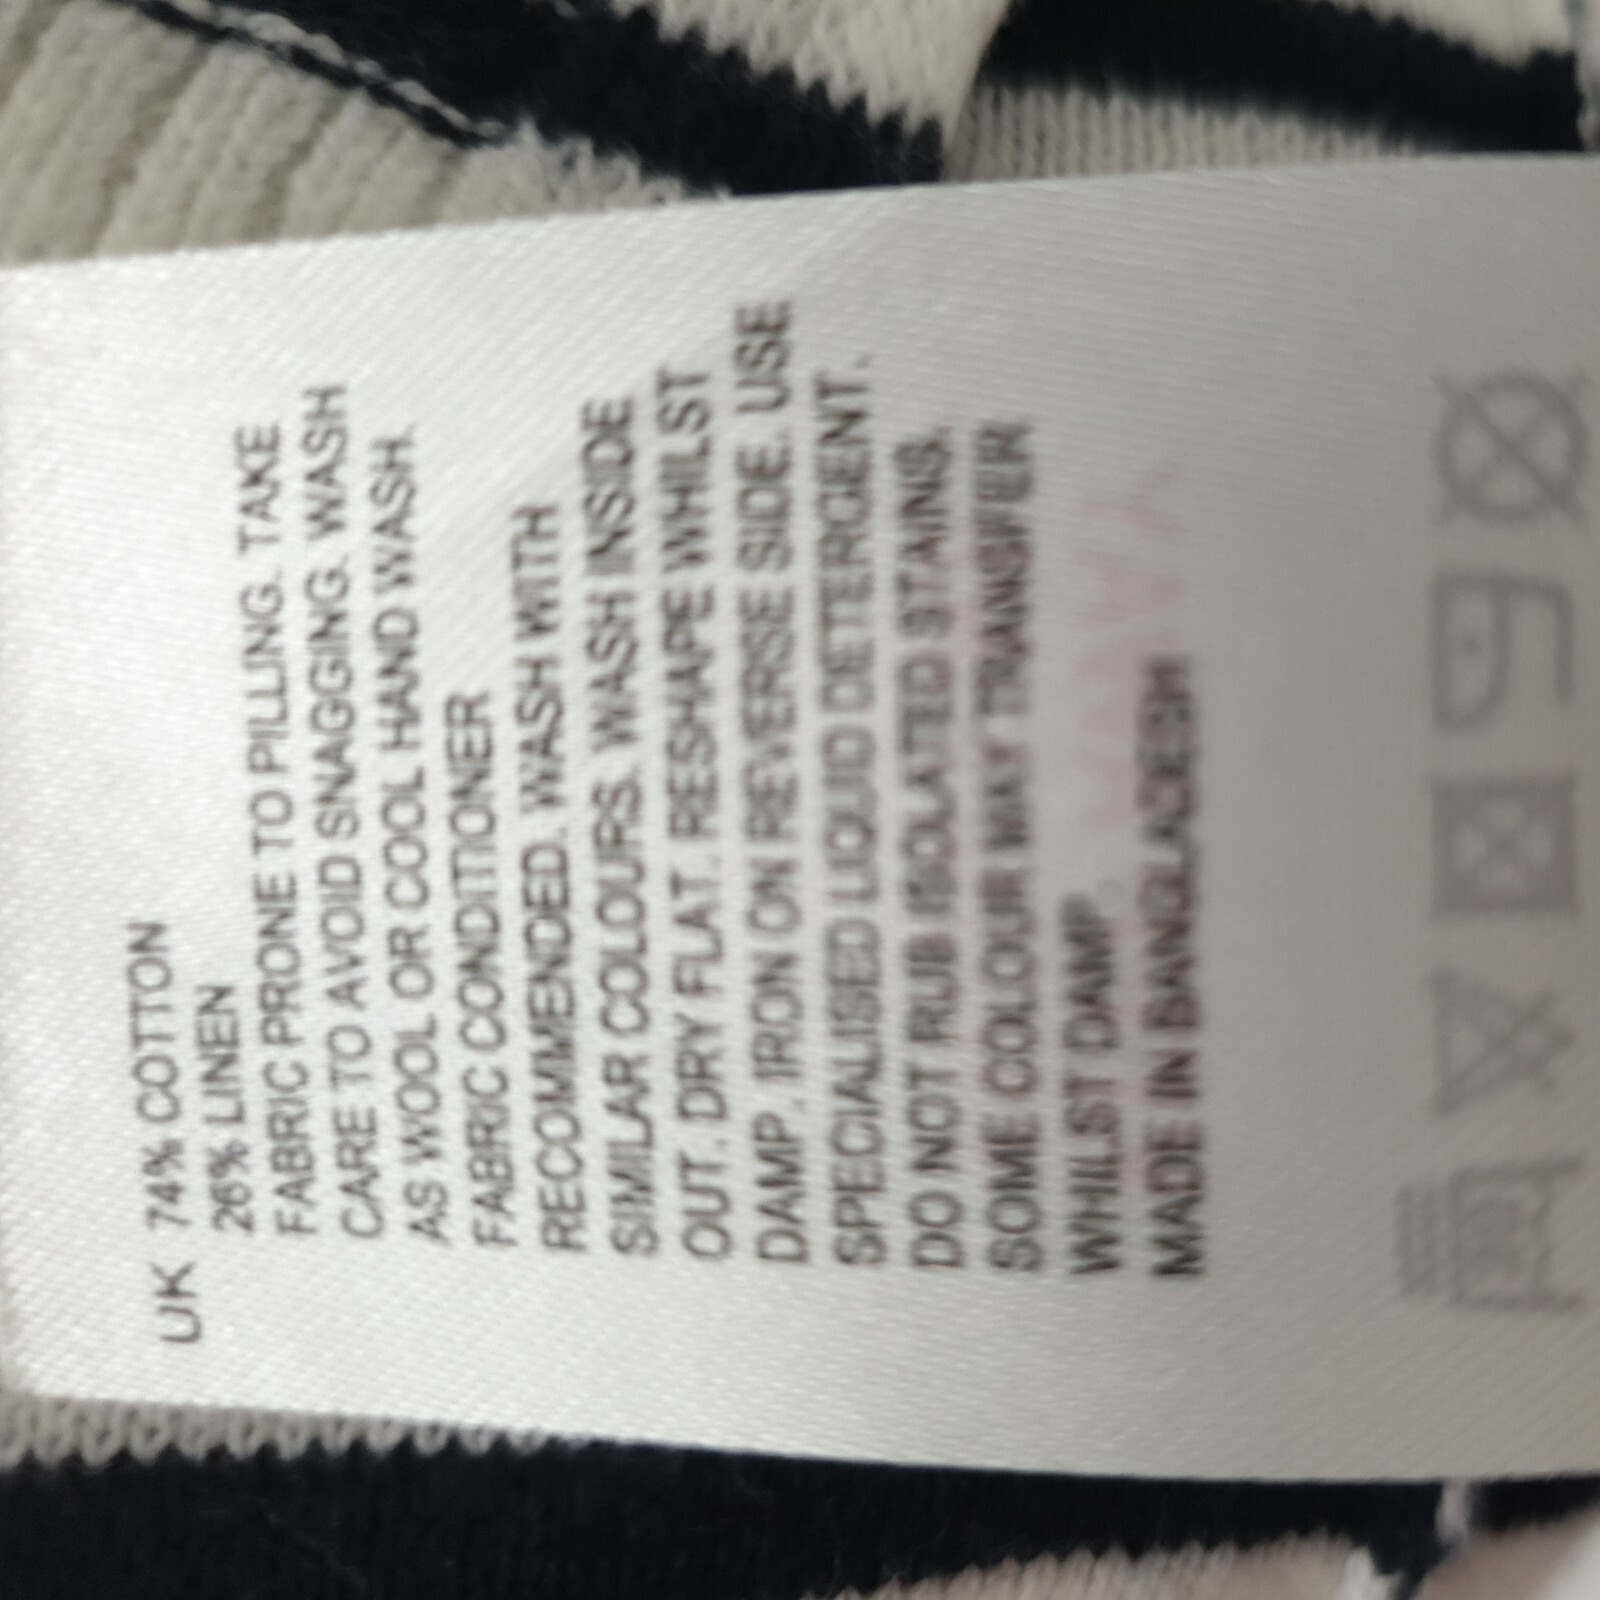 UK 74% COTTON
26% LINEN
FABRIC PRONE TO PILLING. TAKE
CARE TO AVOID SNAGGING. WASH
AS WOOL OR COOL HAND WASH.
FABRIC CONDITIONER
RECOMMENDED. WASH WITH
SIMILAR COLOURS. WASH INSIDE
OUT. DRY FLAT. RESHAPE WHILST
DAMP. IRON ON REVERSE SIDE. USE
SPECIALISED LIQUID DETERGENT.
DO NOT RUB ISOLATED STAINS.
SOME COLOUR MAY TRANSFER
WHILST DAMP
MADE IN BANGLADESH